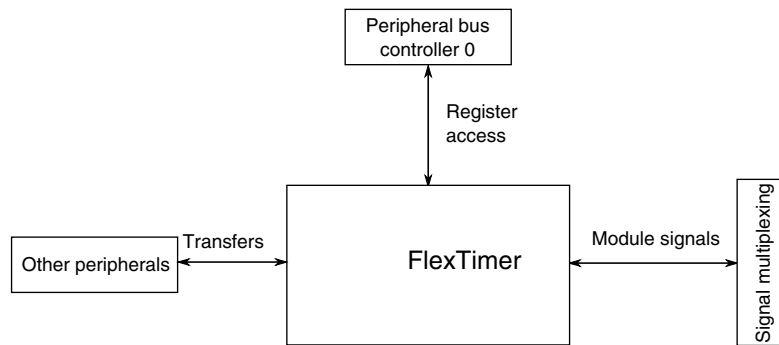 Peripheral bus
controller 0
Register
access
Transfers
Other peripherals
FlexTimer
Module signals
Signal multiplexing